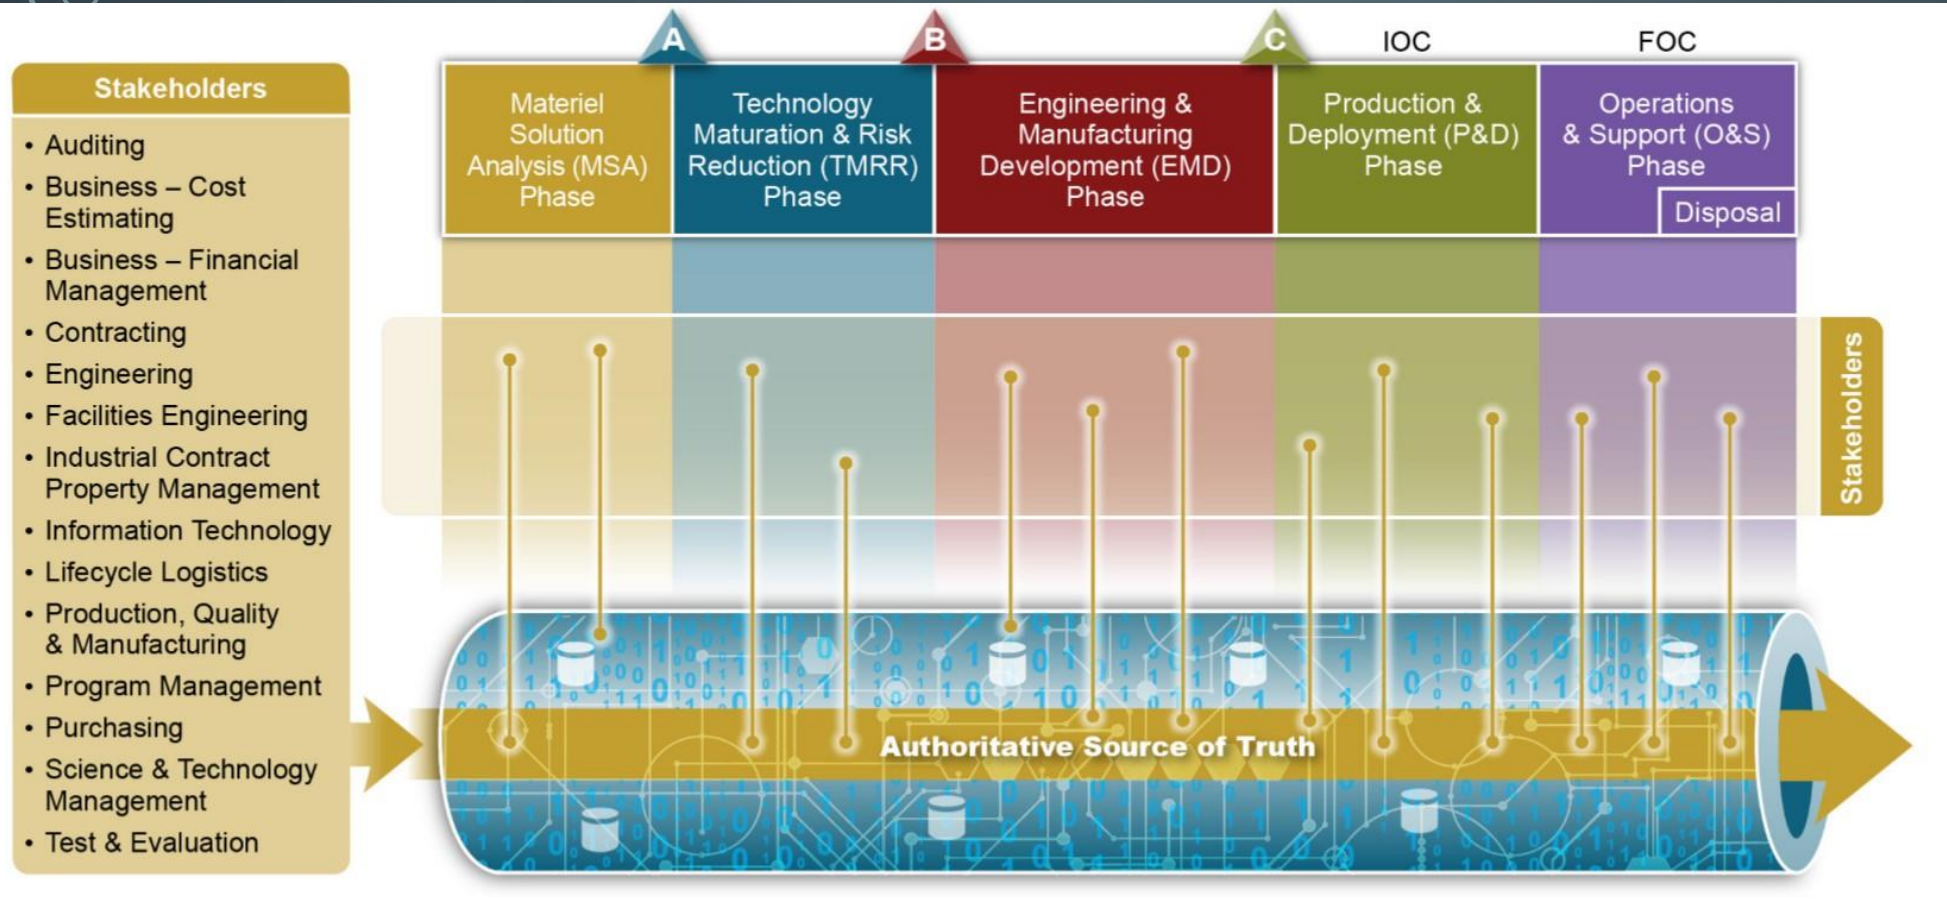 A
B
C
IOC
FOC
Stakeholders
• Auditing
• Business – Cost
Estimating
• Business – Financial
Management
• Contracting
• Engineering
• Facilities Engineering
• Industrial Contract
Property Management
• Information Technology
• Lifecycle Logistics
• Production, Quality
& Manufacturing
• Program Management
• Purchasing
• Science & Technology
Management
• Test & Evaluation
Materiel
Solution
Analysis (MSA)
Phase
Technology
Maturation & Risk
Reduction (TMRR)
Phase
Engineering &
Manufacturing
Development (EMD)
Phase
Production &
Deployment (P&D)
Phase
Operations
& Support (O&S)
Phase
Disposal
Stakeholders
Authoritative Source of Truth